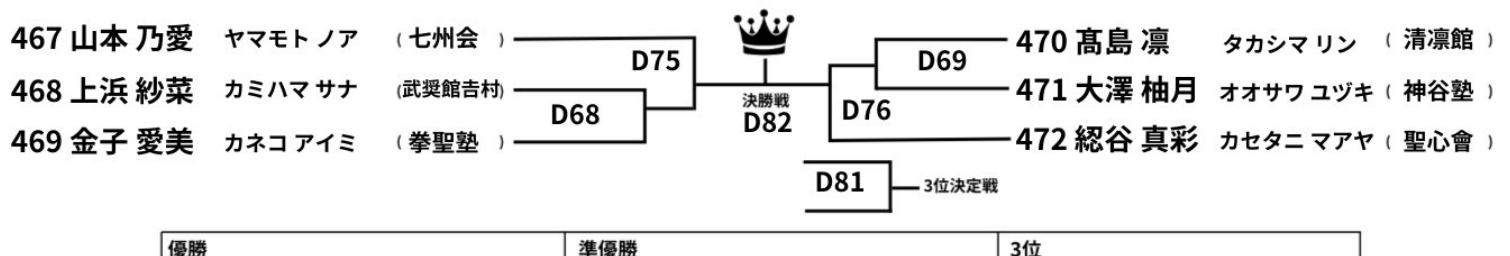 467 山本 乃愛 ヤマモト ノア （ 七州会 ）
D75
468 上浜 紗菜 カミハマ サナ (武奨館𠮷村)
D68
469 金子 愛美 カネコ アイミ （ 拳聖塾 ）
決勝戦
D82
470 髙島 凛 タカシマ リン （ 清凛館 ）
D69
471 大澤 柚月 オオサワ ユヅキ （ 神谷塾 ）
D76
472 綛谷 真彩 カセタニ マアヤ （ 聖心會 ）
D81
3位決定戦
優勝
準優勝
3位